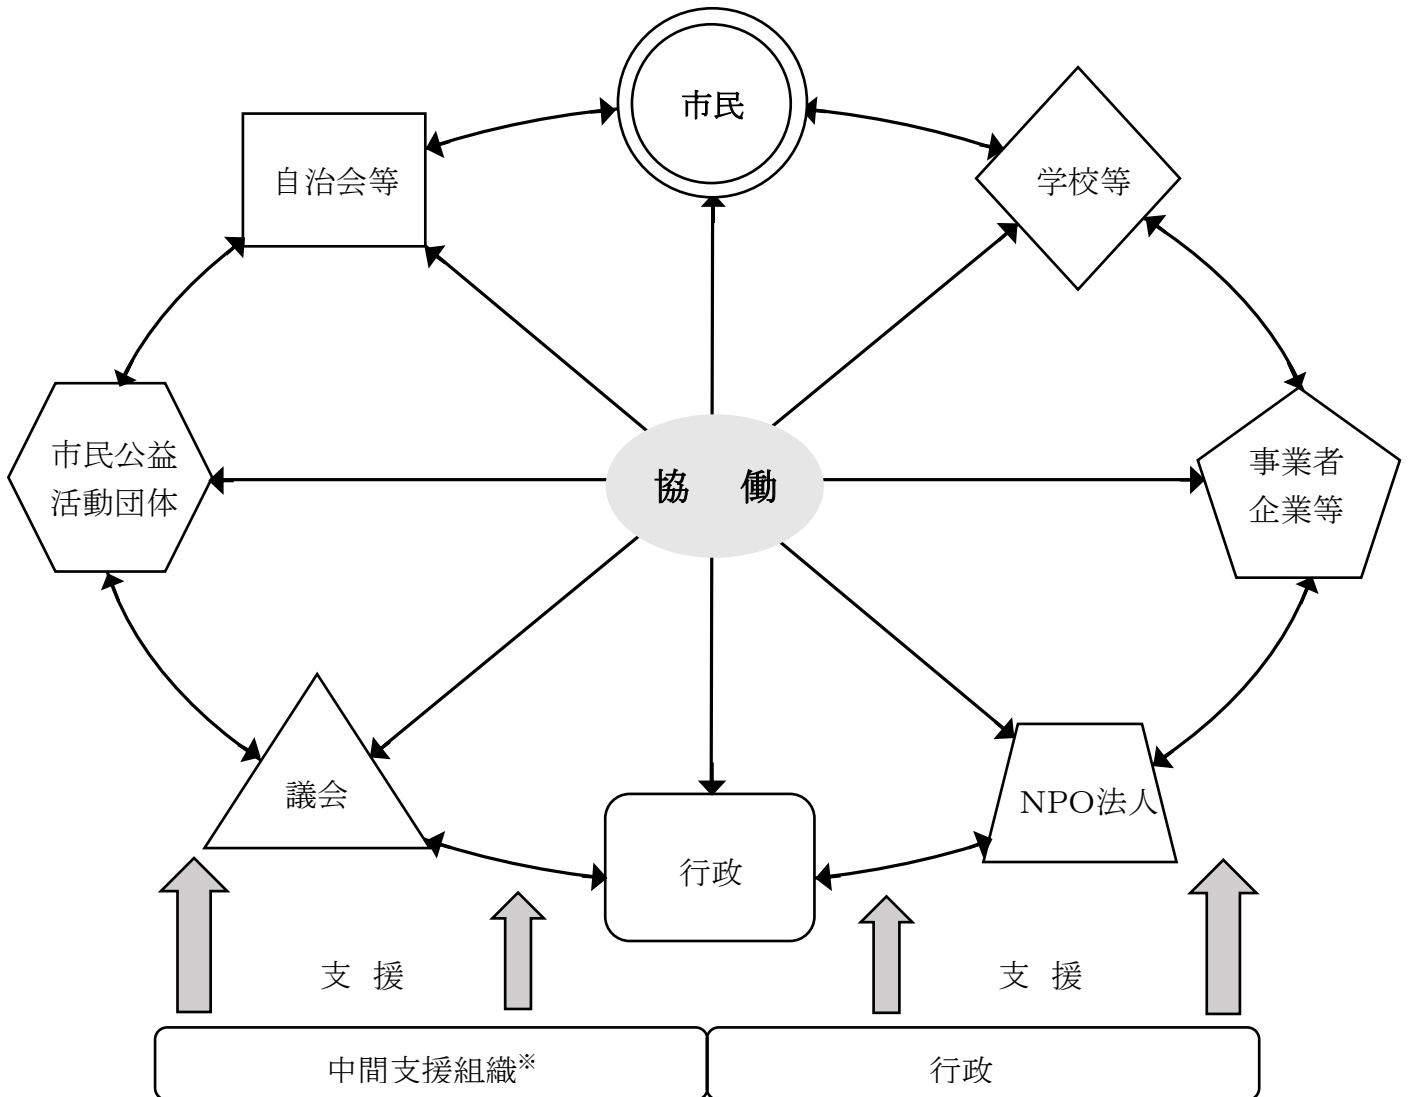 市民
自治会等
学校等
市民公益
活動団体
協　働
事業者
企業等
議会
行政
NPO法人
支 援
支 援
中間支援組織※
行政